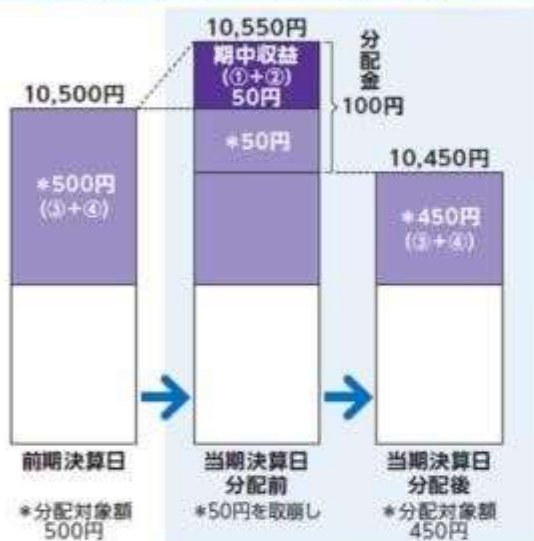 10,550円
期中収益
(①+②)
50円
分配金
100円
10,500円
*50円
10,450円
*500円
(③+④)
*450円
(③+④)
前期決算日
当期決算日
分配前
当期決算日
分配後
*分配対象額
500円
*50円を取崩し
*分配対象額
450円